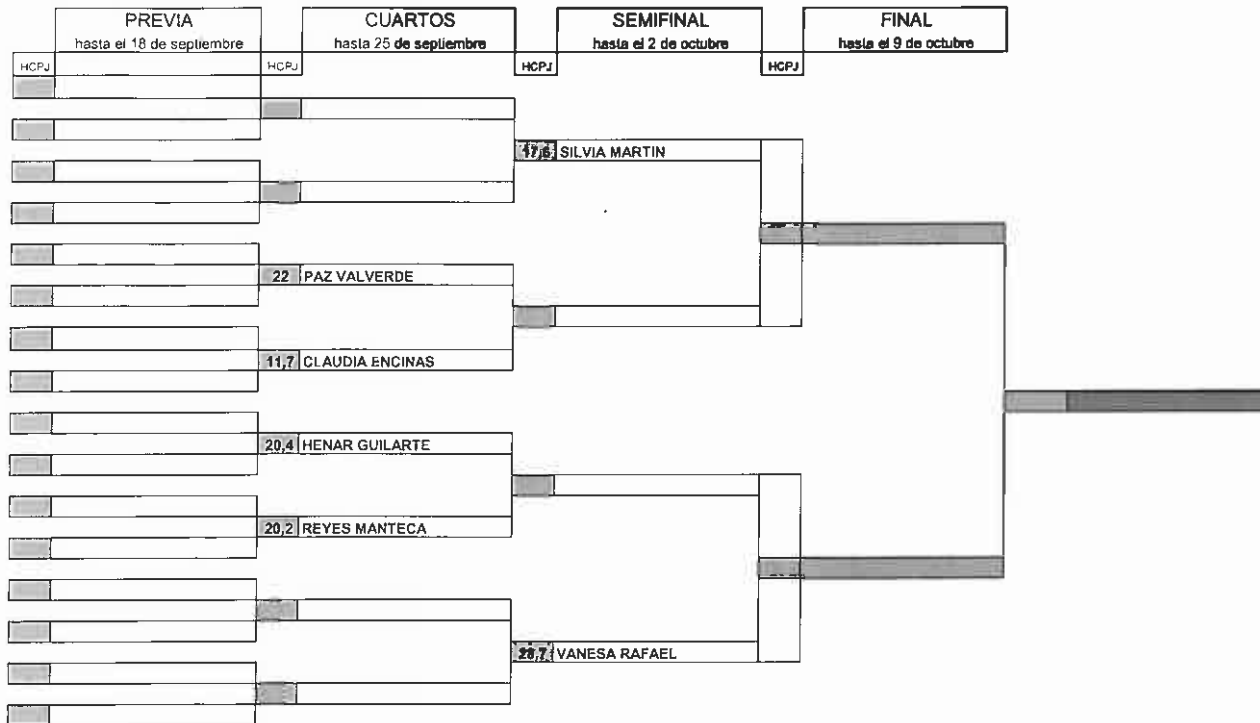 PREVIA
hasta el 18 de septiembre
CUARTOS
hasta 25 de septiembre
SEMIFINAL
hasta el 2 de octubre
FINAL
hasta el 9 de octubre
HCPJ
HCPJ
HCPJ
HCPJ
17,6 SILVIA MARTIN
22 PAZ VALVERDE
11,7 CLAUDIA ENCINAS
20,4 HENAR GUILARTE
20,2 REYES MANTECA
28,7 VANESA RAFAEL